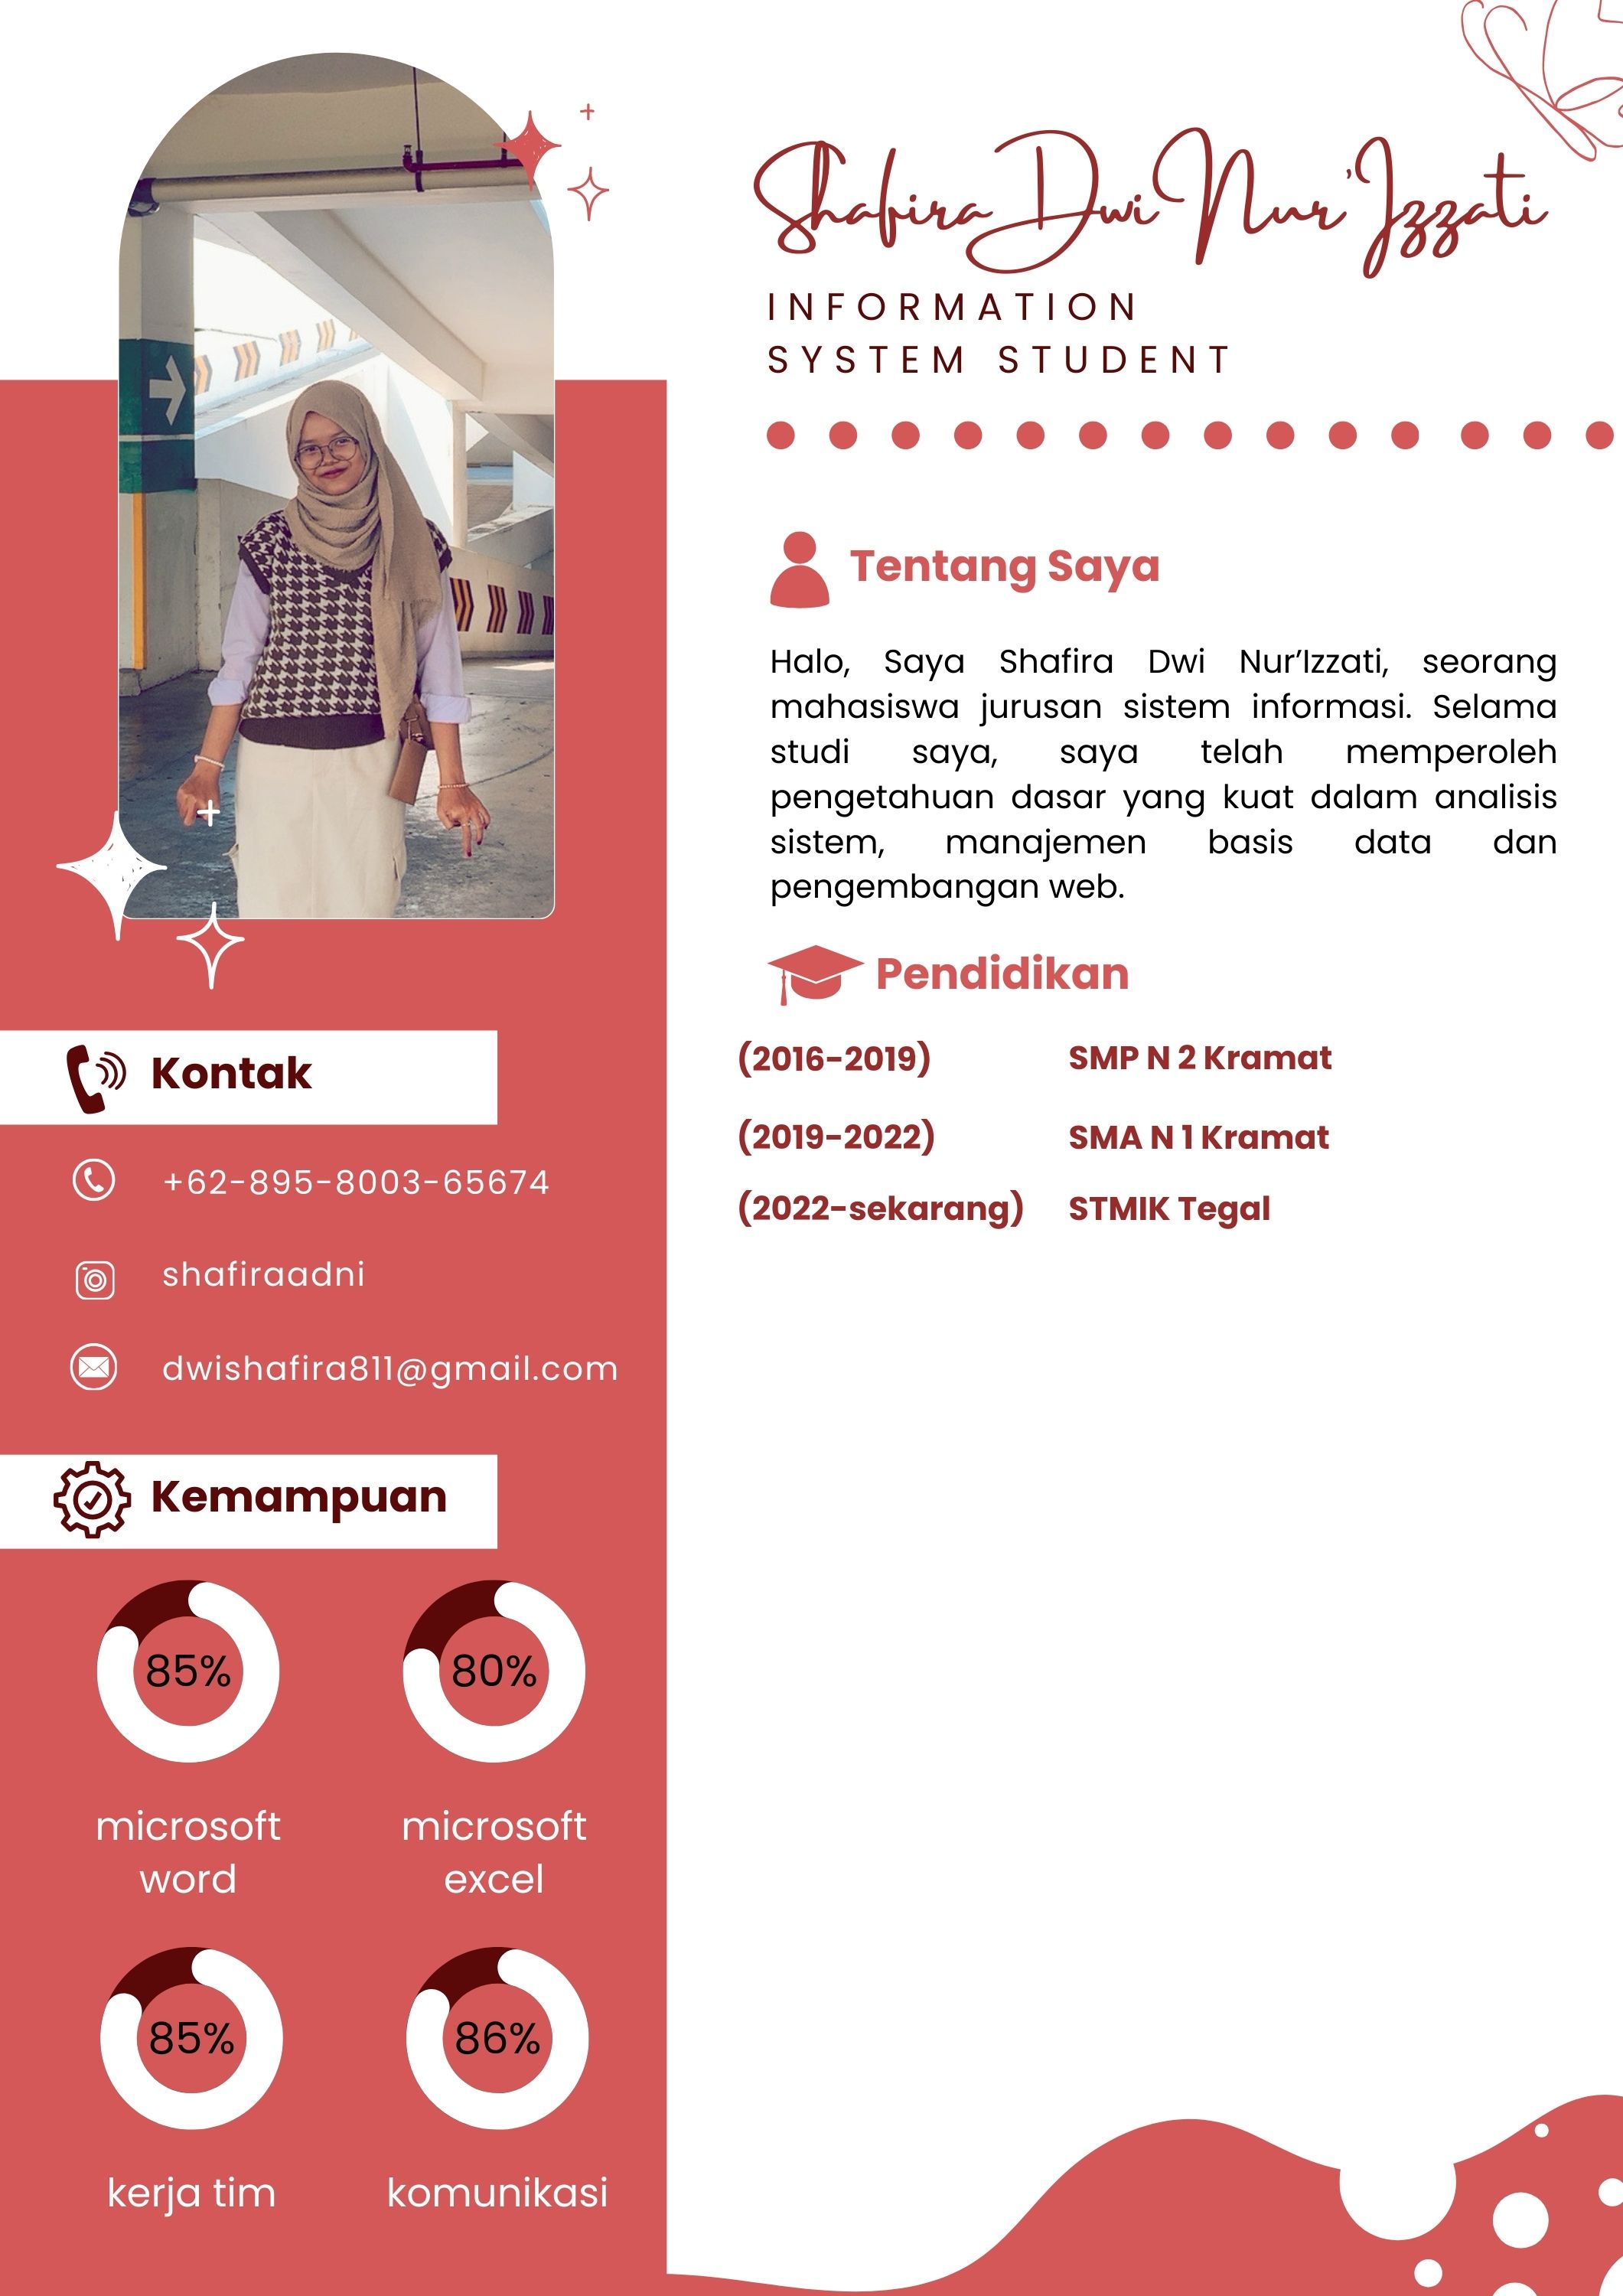 Shafira Dwi Nur'Izzati
INFORMATION
SYSTEM STUDENT
Tentang Saya
Halo, Saya Shafira Dwi Nur’Izzati, seorang
mahasiswa jurusan sistem informasi. Selama
studi saya, saya telah memperoleh
pengetahuan dasar yang kuat dalam analisis
sistem, manajemen basis data dan
pengembangan web.
Pendidikan
(2016-2019) SMP N 2 Kramat
(2019-2022) SMA N 1 Kramat
(2022-sekarang) STMIK Tegal
Kontak
+62-895-8003-65674
shafiraadni
dwishafira811@gmail.com
Kemampuan
85% 80%
microsoft microsoft
word excel
85% 86%
kerja tim komunikasi